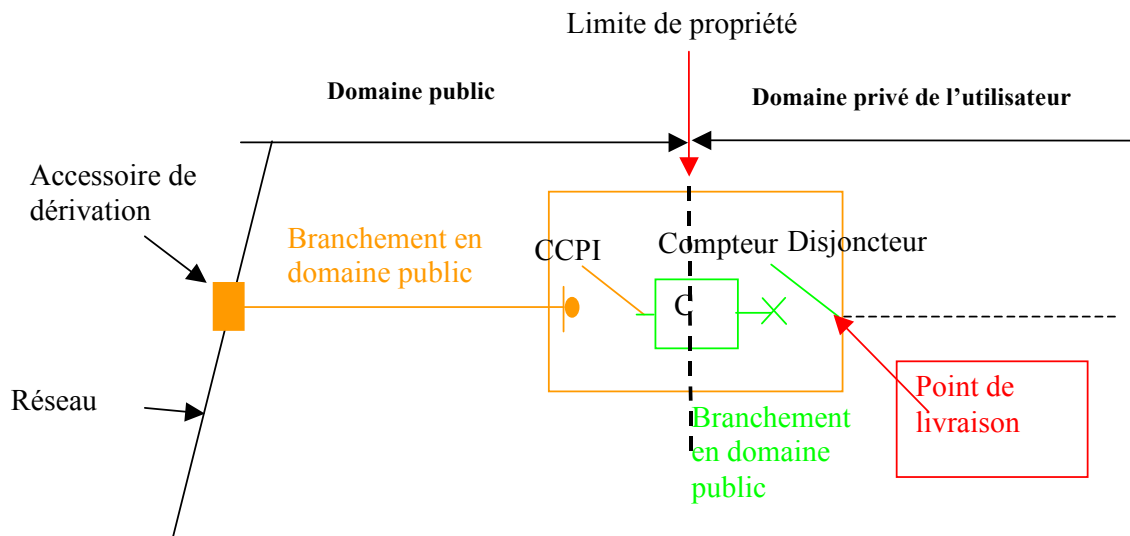 Limite de propriété
Domaine public
Domaine privé de l’utilisateur
Accessoire de
dérivation
Branchement en
domaine public
CCPI
Compteur
Disjoncteur
C
Réseau
Point de
livraison
Branchement
en domaine
public